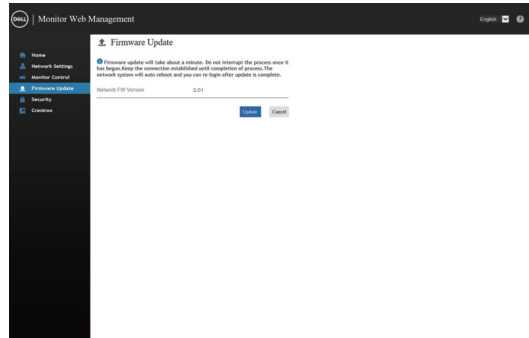 DELL | Monitor Web Management
English
Home
Network Settings
Monitor Control
Firmware Update
Security
Crestron
Firmware Update
Firmware update will take about a minute. Do not interrupt the process once it
has begun.Keep the connection established until completion of process.The
network system will auto reboot and you can re-login after update is complete.
Network FW Version 0.01
Update Cancel